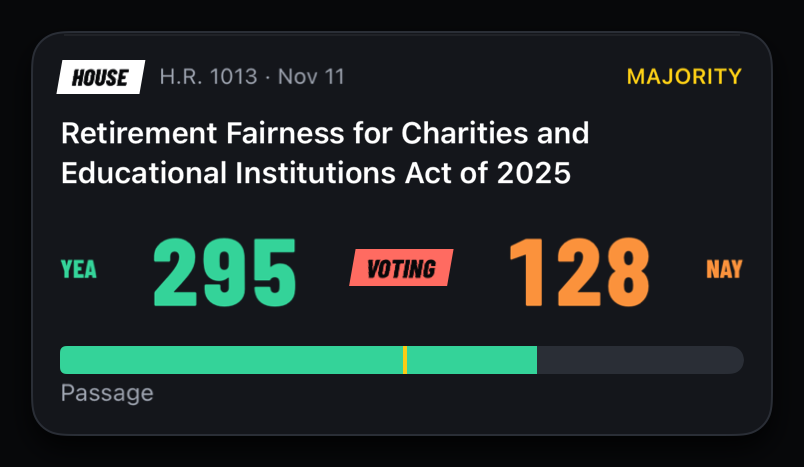 HOUSE H.R. 1013 · Nov 11 MAJORITY
Retirement Fairness for Charities and
Educational Institutions Act of 2025
YEA 295 VOTING 128 NAY
Passage